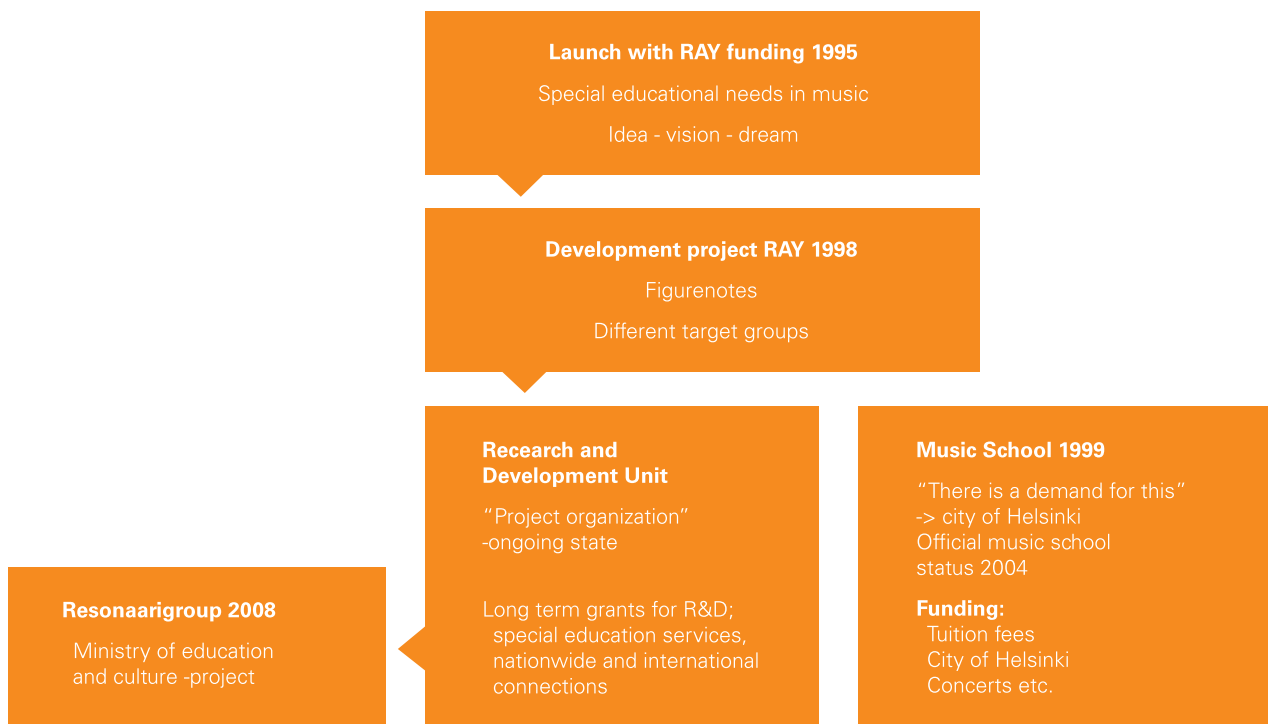 Launch with RAY funding 1995
Special educational needs in music
Idea - vision - dream
Development project RAY 1998
Figurenotes
Different target groups
Recearch and
Development Unit
“Project organization”
-ongoing state
Long term grants for R&D;
special education services,
nationwide and international
connections
Music School 1999
“There is a demand for this”
-> city of Helsinki
Official music school
status 2004
Funding:
Tuition fees
City of Helsinki
Concerts etc.
Resonaarigroup 2008
Ministry of education
and culture -project